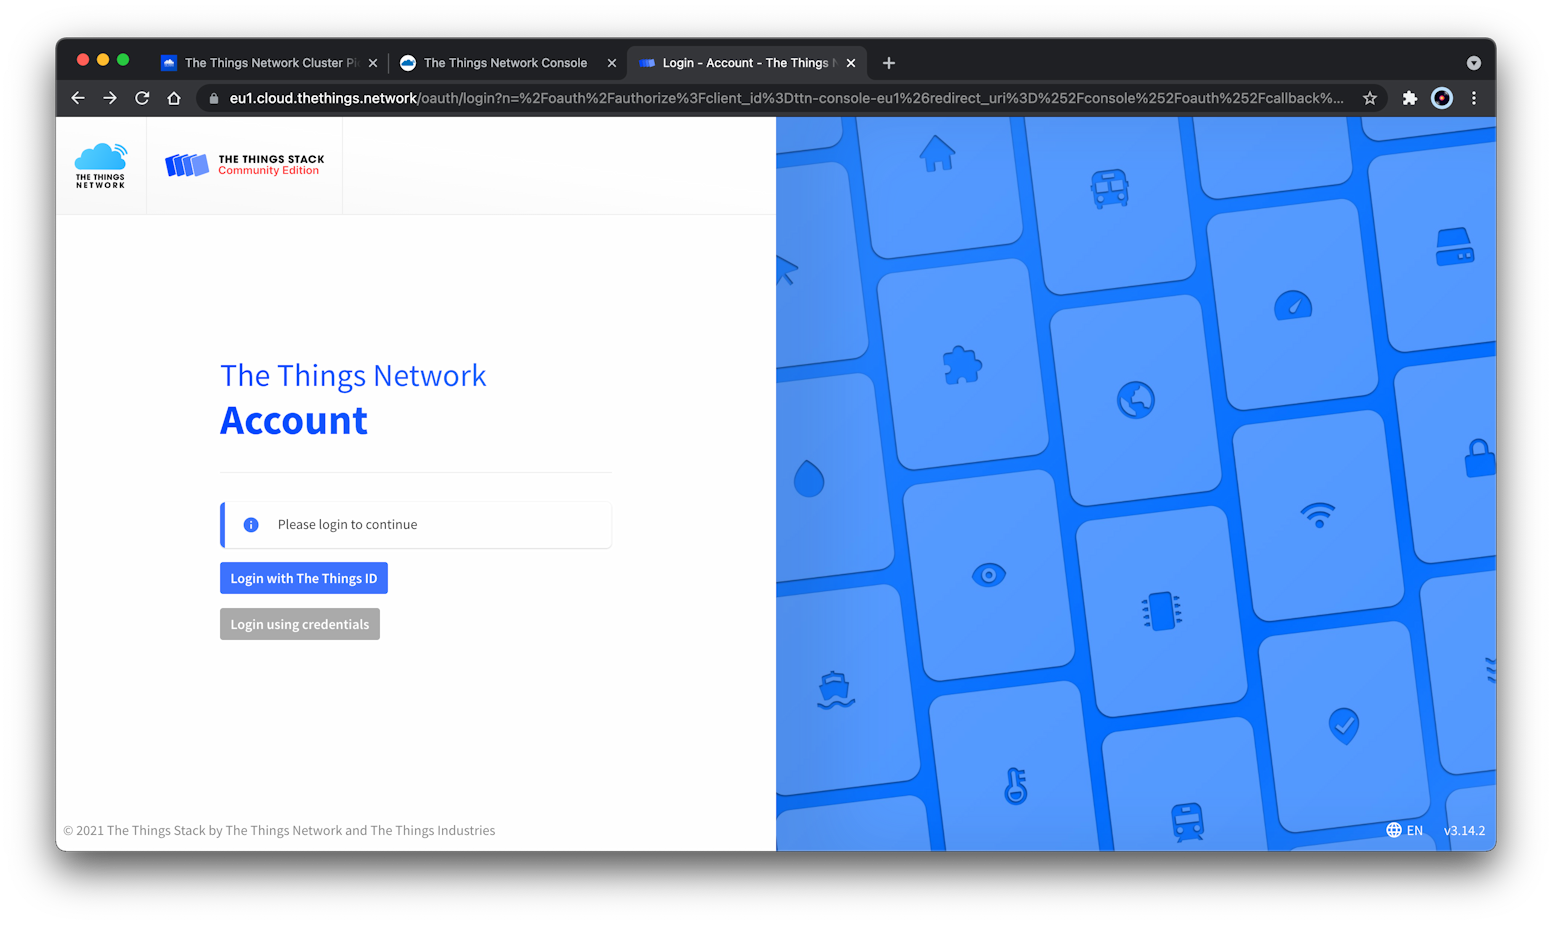 The Things Network Cluster Pi
The Things Network Console
Login - Account - The Things N
eu1.cloud.thethings.network/oauth/login?n=%2Foauth%2Fauthorize%3Fclient_id%3Dttn-console-eu1%26redirect_uri%3D%252Fconsole%252Foauth%252Fcallback%...
THE THINGS
NETWORK
THE THINGS STACK
Community Edition
The Things Network
Account
Please login to continue
Login with The Things ID
Login using credentials
© 2021 The Things Stack by The Things Network and The Things Industries
EN v3.14.2